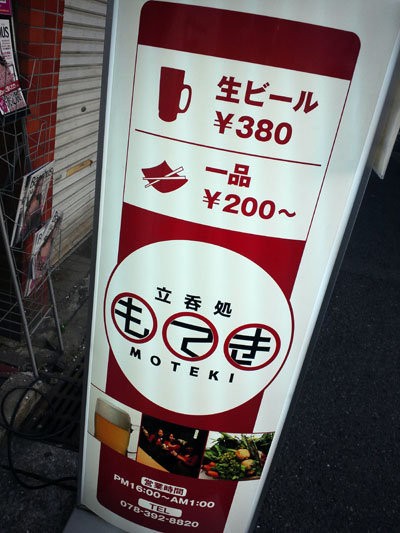 生ビール
¥380
一品
¥200~
立呑処
もてき
MOTEKI
営業時間
PM16:00~AM1:00
TEL
078-392-8820